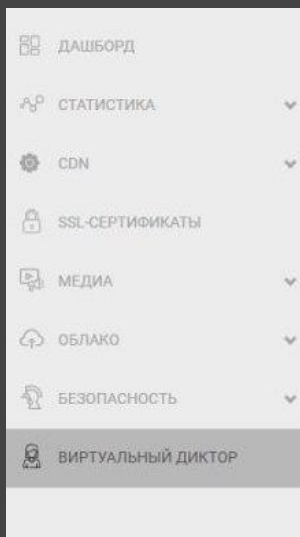 ДАШБОРД
СТАТИСТИКА
CDN
SSL-СЕРТИФИКАТЫ
МЕДИА
ОБЛАКО
БЕЗОПАСНОСТЬ
ВИРТУАЛЬНЫЙ ДИКТОР